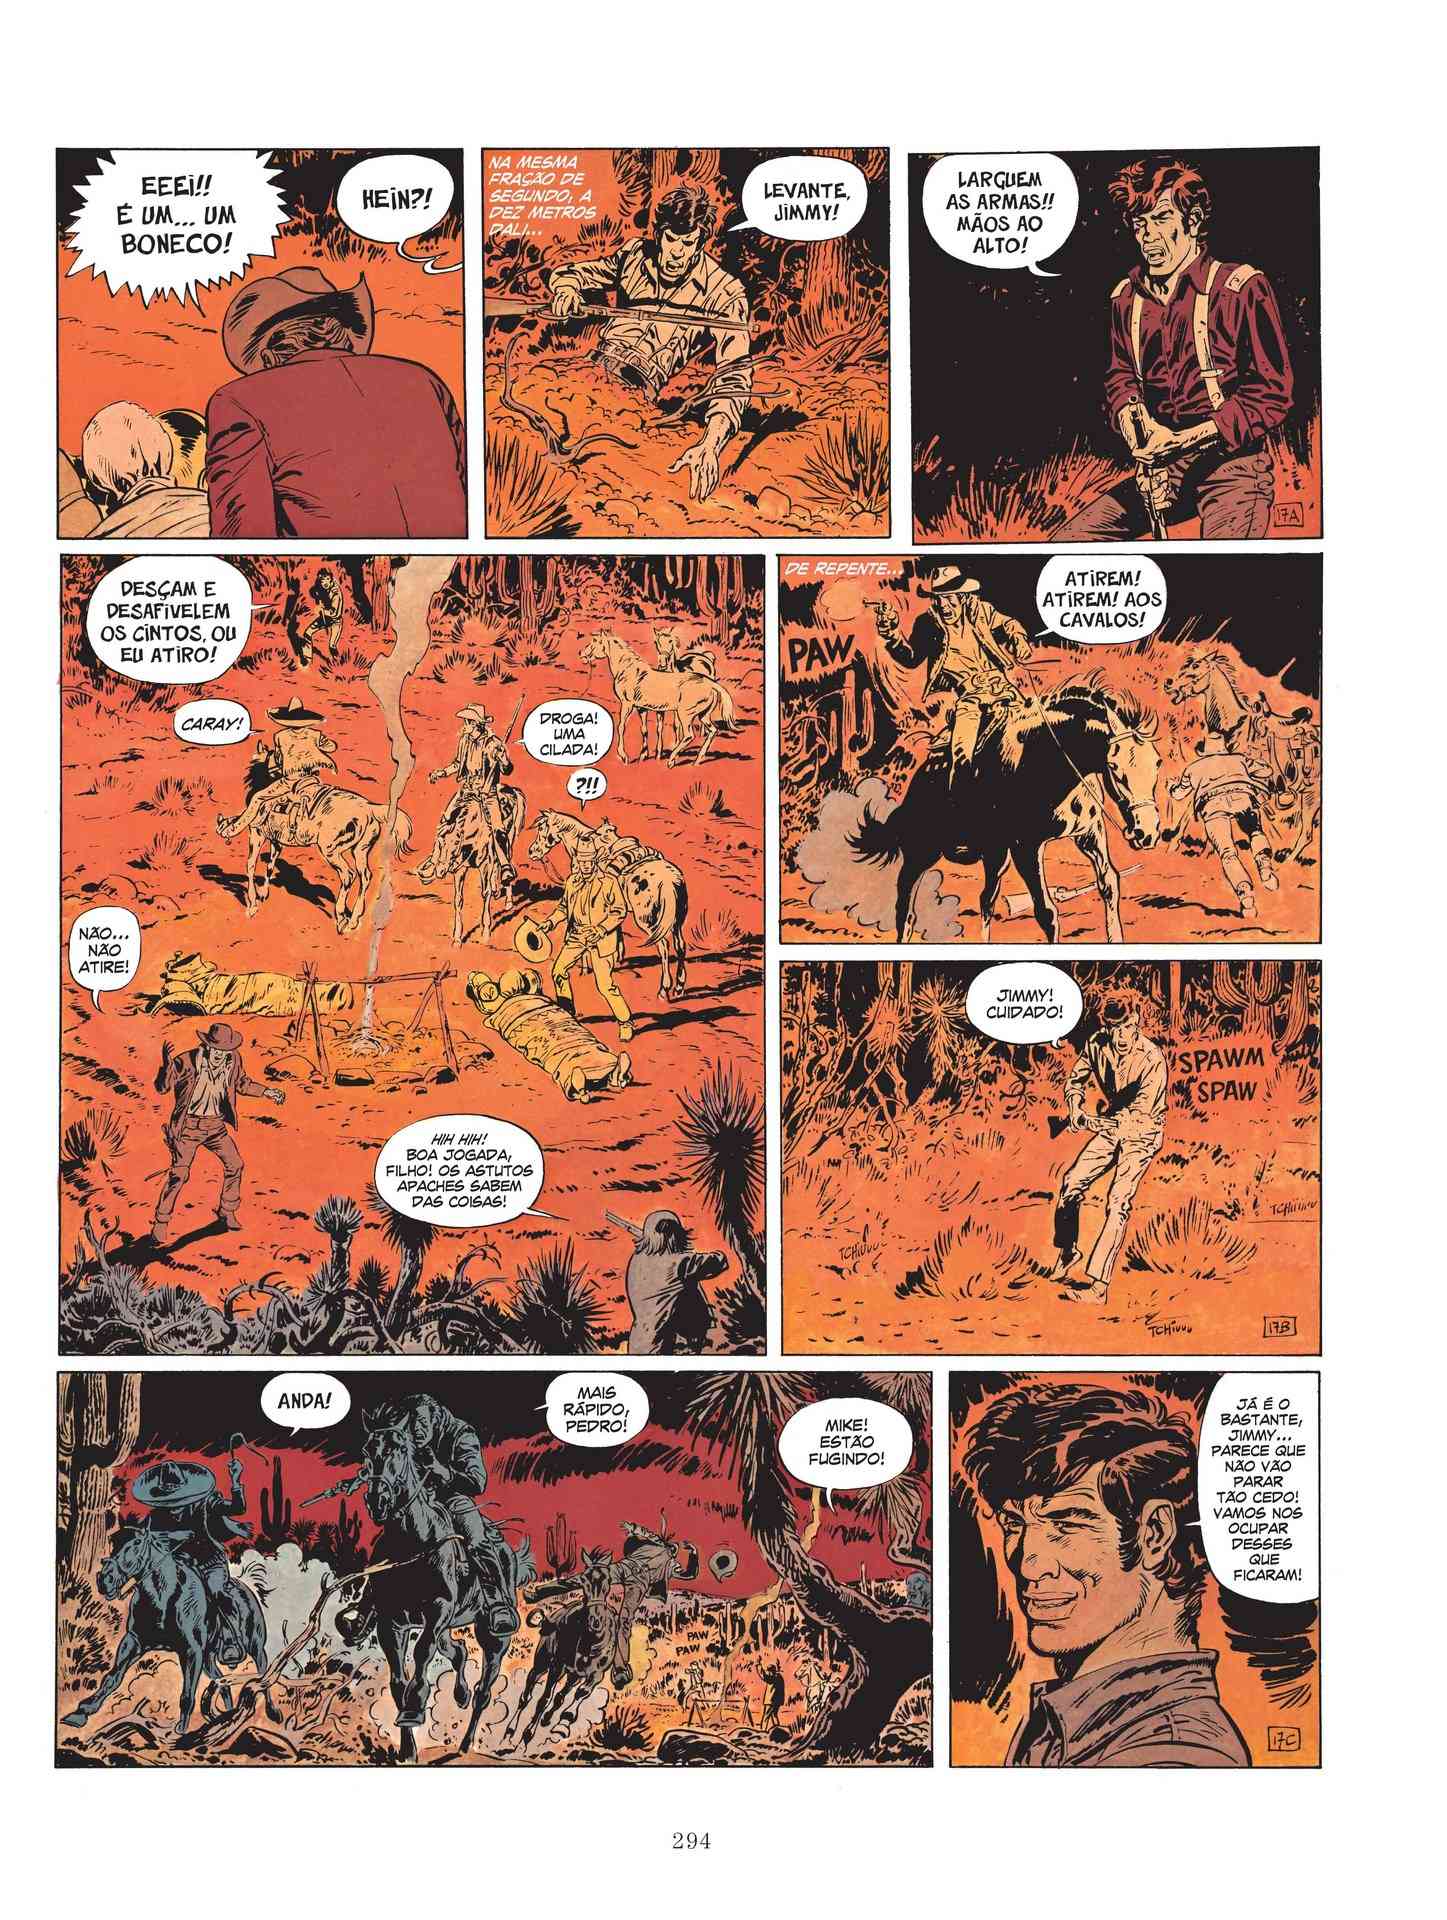 EEEI!!
É UM... UM
BONECO!
HEIN?!
NA MESMA
FRAÇÃO DE
SEGUNDO, A
DEZ METROS
DALI...
LEVANTE,
JIMMY!
LARGUEM
AS ARMAS!!
MÃOS AO
ALTO!
17A
DESÇAM E
DESAFIVELEM
OS CINTOS, OU
EU ATIRO!
CARAY!
DROGA!
UMA
CILADA!
?!!
NÃO...
NÃO
ATIRE!
HIH HIH!
BOA JOGADA,
FILHO! OS ASTUTOS
APACHES SABEM
DAS COISAS!
DE REPENTE...
PAW
ATIREM!
ATIREM! AOS
CAVALOS!
JIMMY!
CUIDADO!
SPAWM
SPAW
TCHIUUU
TCHIUUU
TCHIUUU
17B
ANDA!
MAIS
RÁPIDO,
PEDRO!
MIKE!
ESTÃO
FUGINDO!
PAW
PAW
JÁ É O
BASTANTE,
JIMMY...
PARECE QUE
NÃO VÃO
PARAR
TÃO CEDO!
VAMOS NOS
OCUPAR
DESSES
QUE
FICARAM!
17C
294